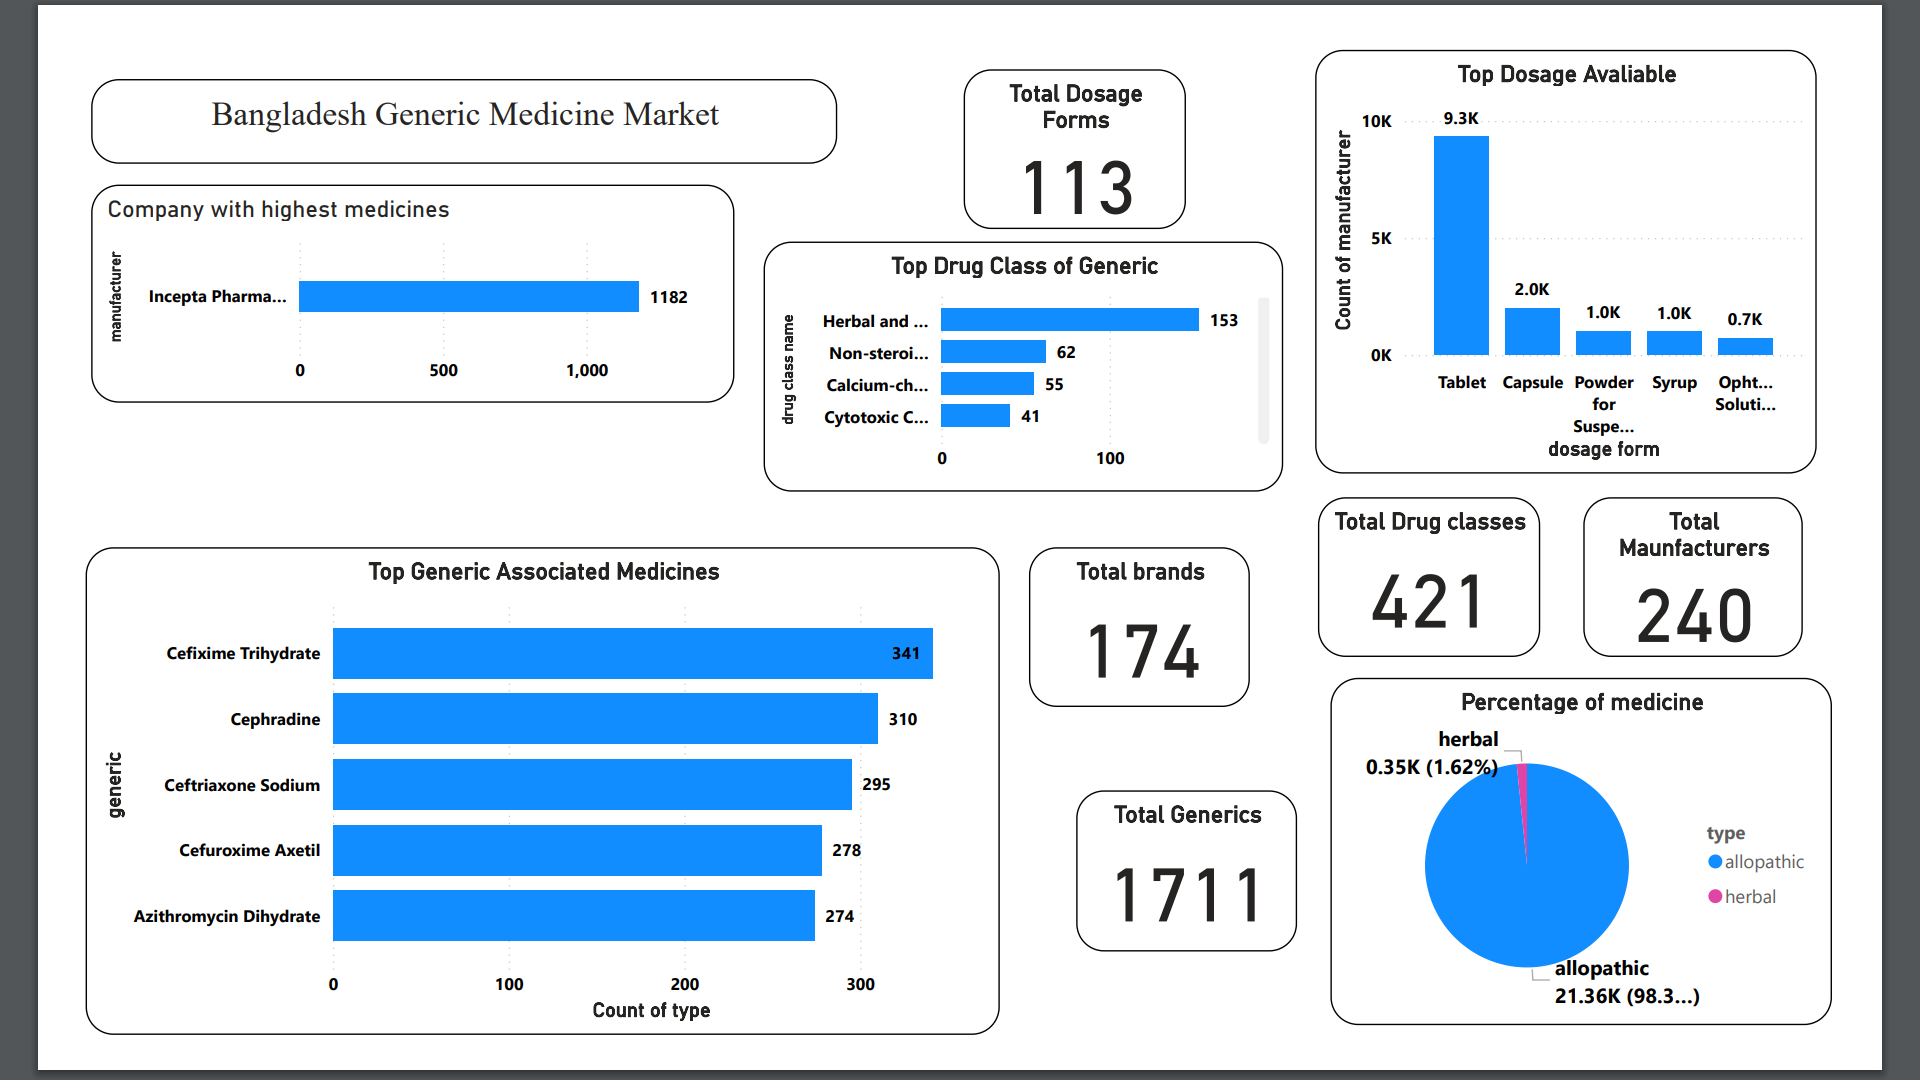 Bangladesh Generic Medicine Market
Company with highest medicines
manufacturer
Incepta Pharma...
1182
0
500
1,000
Total Dosage
Forms
113
Top Drug Class of Generic
drug class name
Herbal and ...
153
Non-steroi...
62
Calcium-ch...
55
Cytotoxic C...
41
0
100
Top Dosage Avaliable
Count of manufacturer
10K
5K
0K
9.3K
2.0K
1.0K
1.0K
0.7K
Tablet
Capsule
Powder
for
Suspe...
Syrup
Opht...
Soluti...
dosage form
Top Generic Associated Medicines
generic
Cefixime Trihydrate
341
Cephradine
310
Ceftriaxone Sodium
295
Cefuroxime Axetil
278
Azithromycin Dihydrate
274
0
100
200
300
Count of type
Total brands
174
Total Drug classes
421
Total
Maunfacturers
240
Total Generics
1711
Percentage of medicine
herbal
0.35K (1.62%)
type
allopathic
herbal
allopathic
21.36K (98.3...)